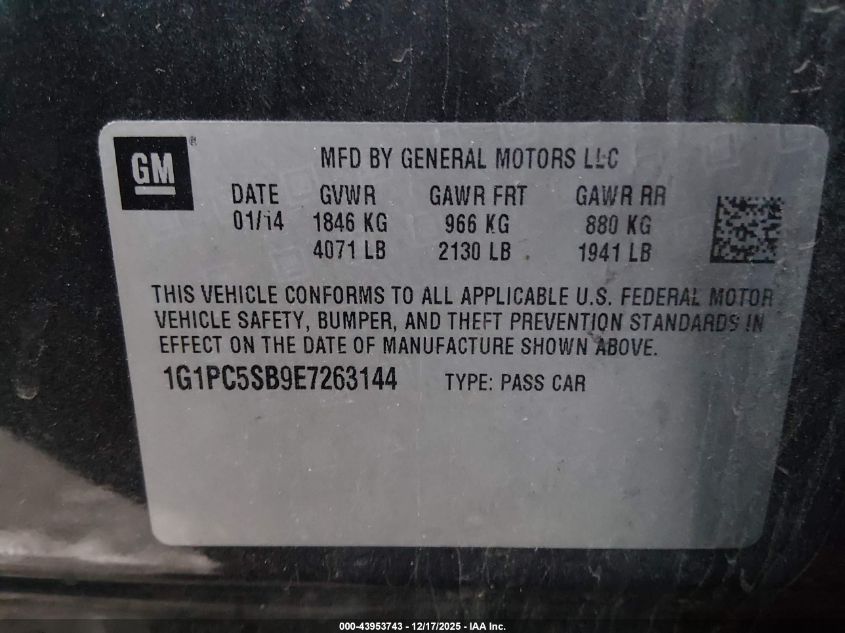 GM
MFD BY GENERAL MOTORS LLC
DATE GVWR GAWR FRT GAWR RR
01/14 1846 KG 966 KG 880 KG
4071 LB 2130 LB 1941 LB
THIS VEHICLE CONFORMS TO ALL APPLICABLE U.S. FEDERAL MOTOR
VEHICLE SAFETY, BUMPER, AND THEFT PREVENTION STANDARDS IN
EFFECT ON THE DATE OF MANUFACTURE SHOWN ABOVE.
1G1PC5SB9E7263144 TYPE: PASS CAR
000-43953743 - 12/17/2025 - IAA Inc.